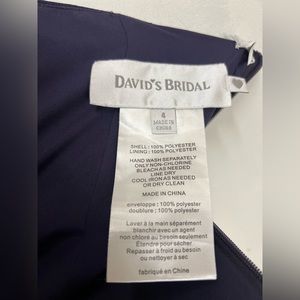 DAVID'S BRIDAL
4
MADE IN
CHINA
SHELL: 100% POLYESTER
LINING: 100% POLYESTER
HAND WASH SEPARATELY
ONLY NON-CHLORINE
BLEACH AS NEEDED
LINE DRY
COOL IRON AS NEEDED
OR DRY CLEAN
MADE IN CHINA
enveloppe : 100% polyester
doublure : 100% polyester
Laver à la main séparément
blanchir avec un agent
non chloré au besoin seulement
Étendre pour sécher
Repasser à froid au besoin
ou nettoyer à sec
fabriqué en Chine